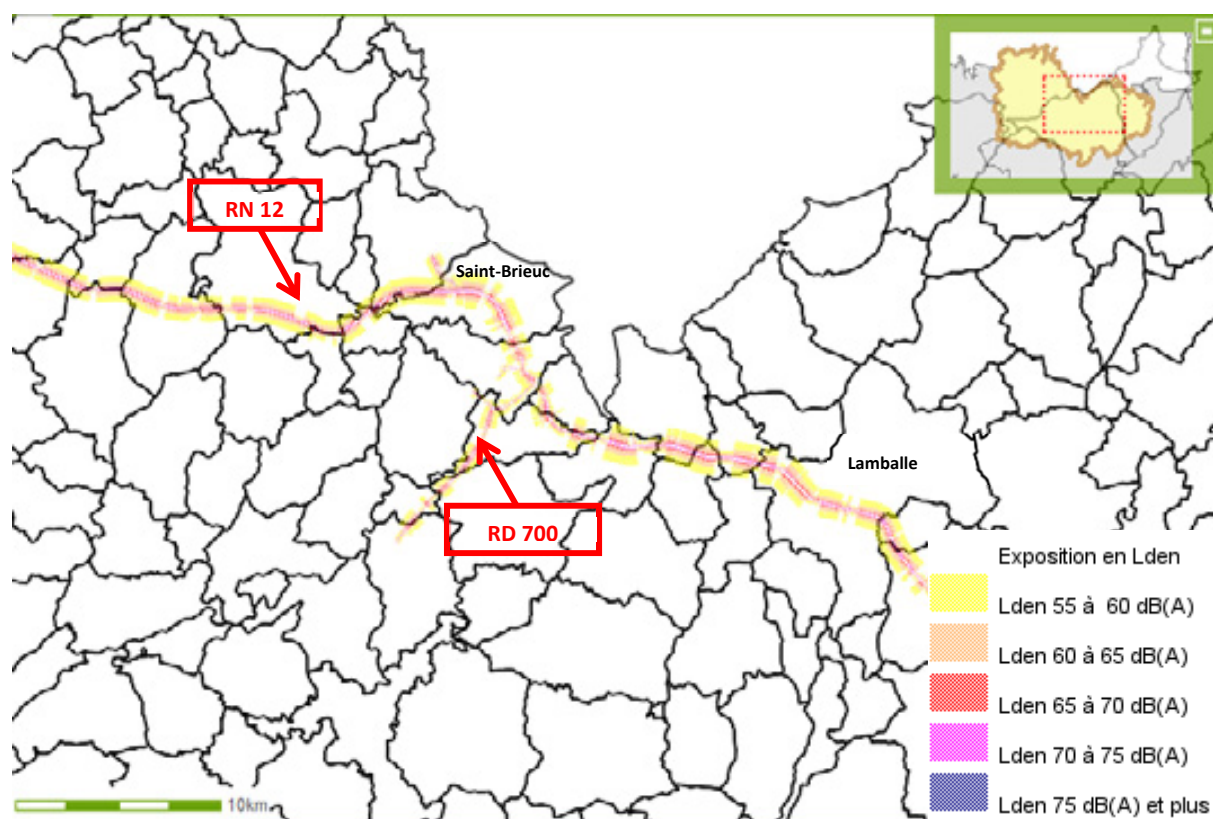 RN 12
Saint-Brieuc
Lamballe
RD 700
Exposition en Lden
Lden 55 à 60 dB(A)
Lden 60 à 65 dB(A)
Lden 65 à 70 dB(A)
Lden 70 à 75 dB(A)
Lden 75 dB(A) et plus
10km